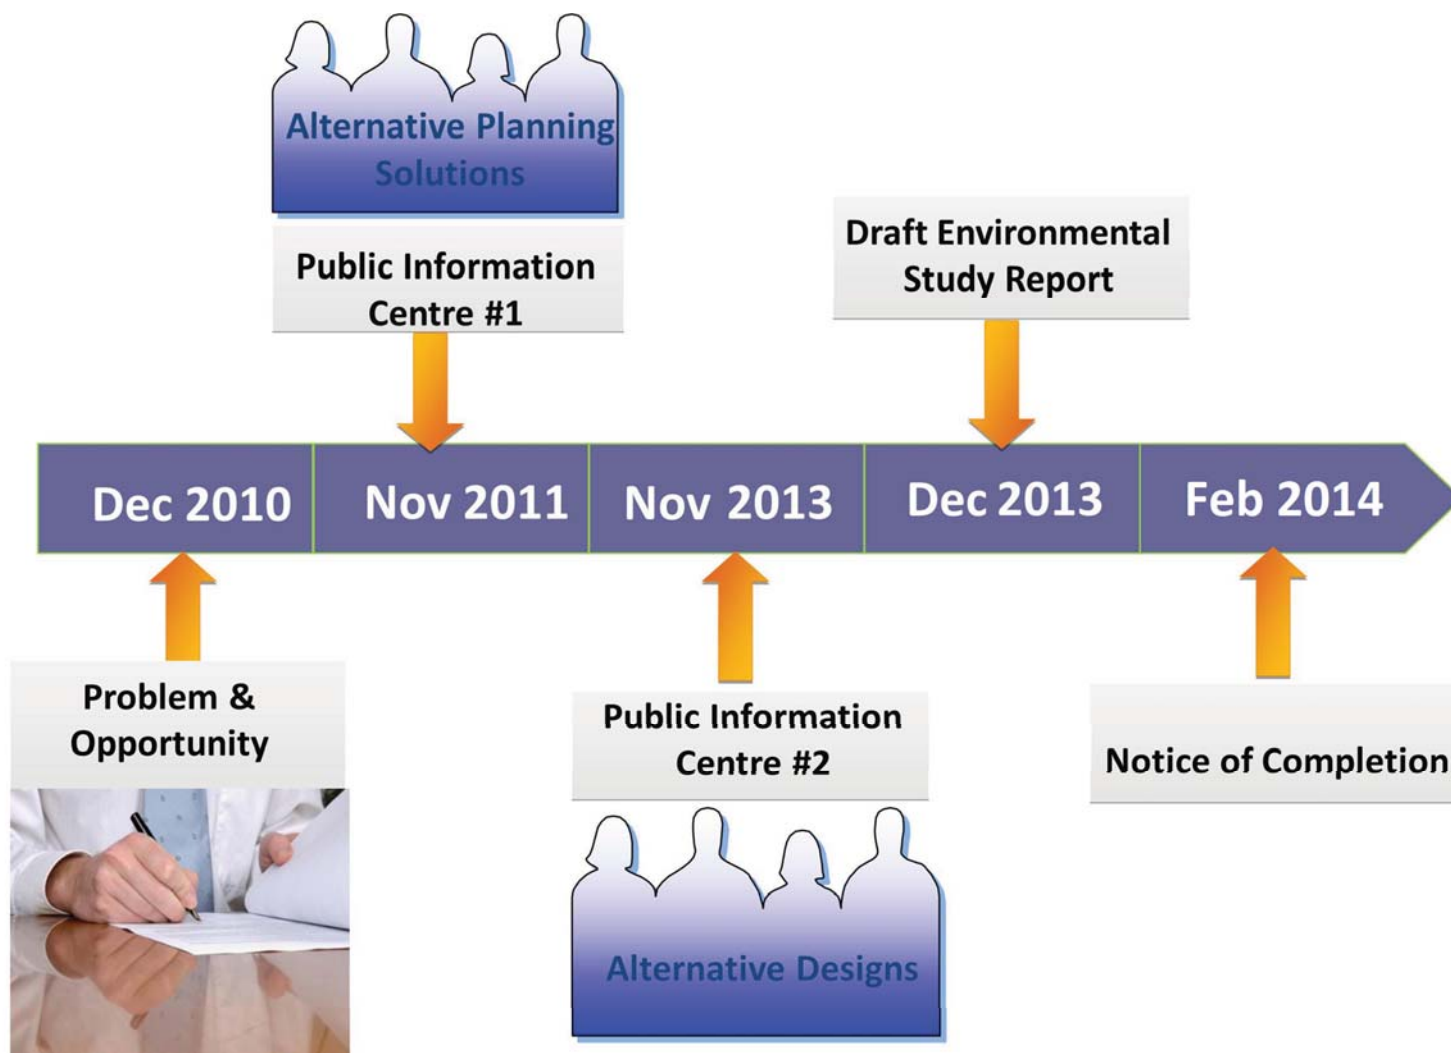 Alternative Planning
Solutions
Public Information
Centre #1
Draft Environmental
Study Report
Dec 2010
Nov 2011
Nov 2013
Dec 2013
Feb 2014
Problem &
Opportunity
Public Information
Centre #2
Notice of Completion
Alternative Designs